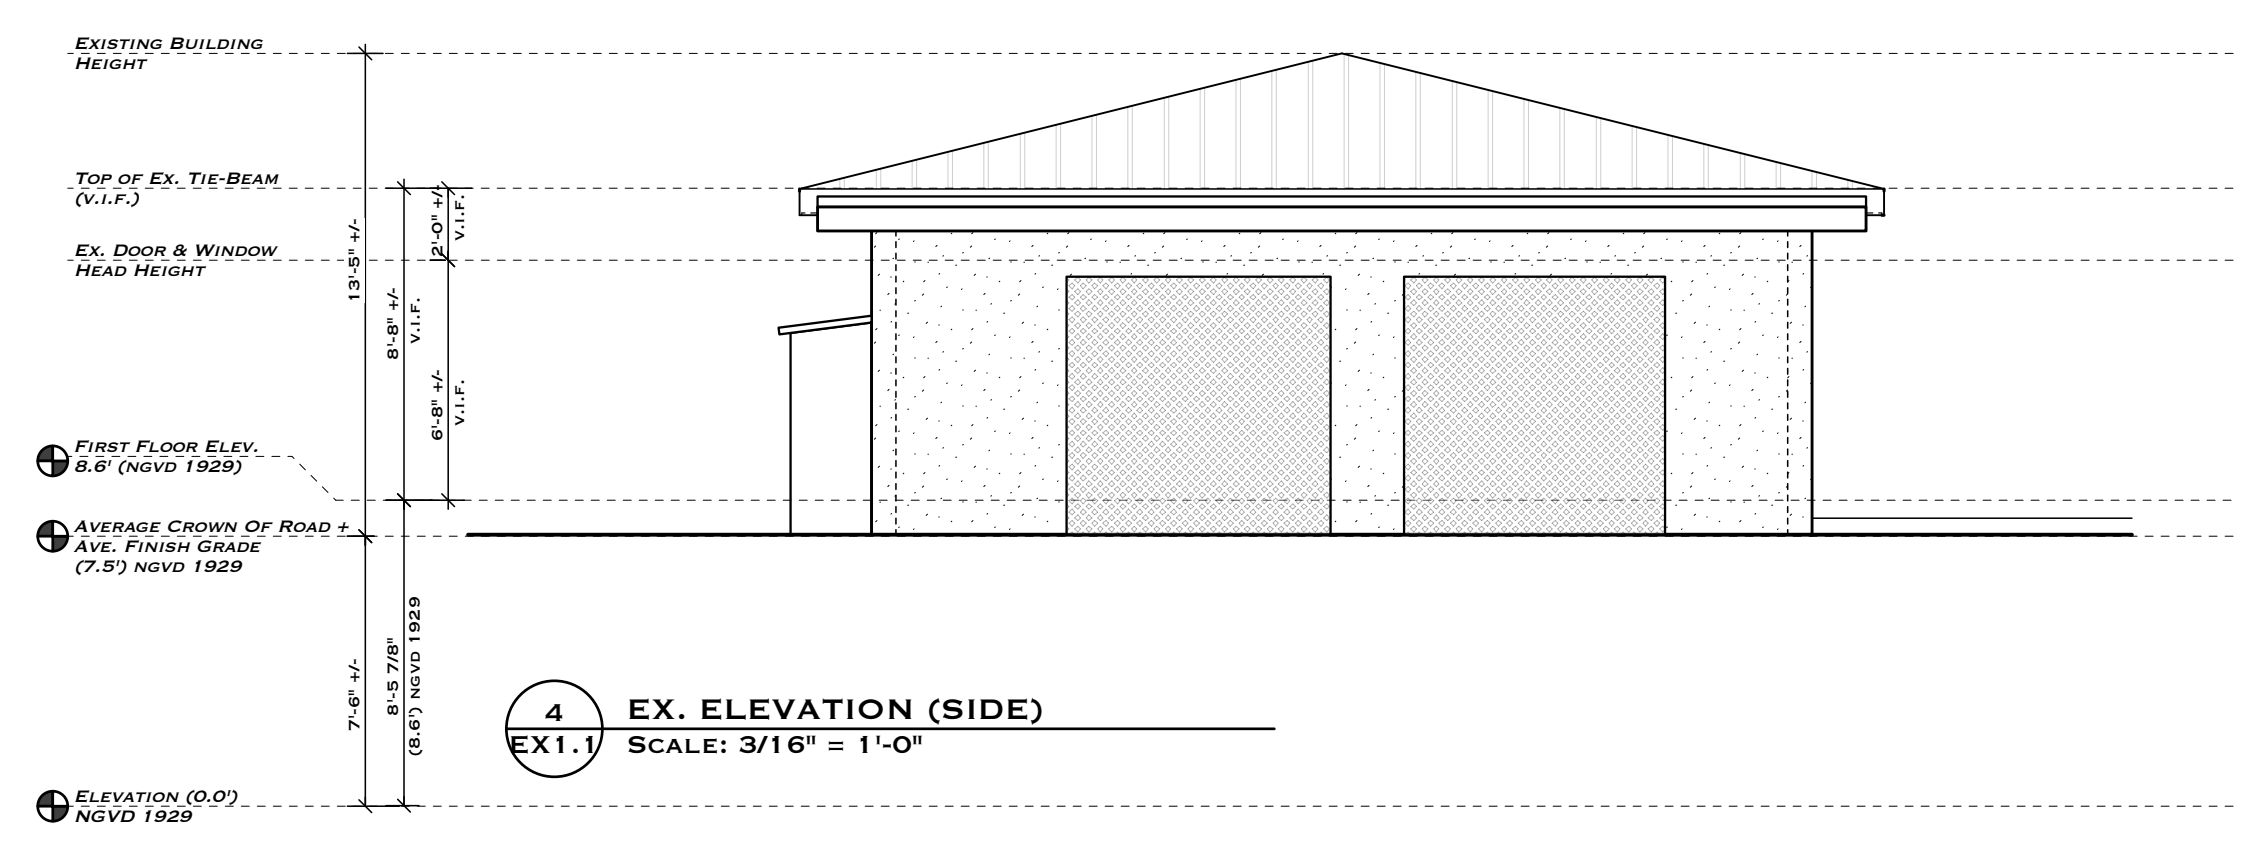 Existing Building
Height
Top of Ex. Tie-Beam
(v.i.f.)
Ex. Door & Window
Head Height
First Floor Elev.
8.6' (ngvd 1929)
Average Crown Of Road +
Ave. Finish Grade
(7.5') ngvd 1929
Elevation (0.0')
NGVD 1929
13'-5" +/-
8'-8" +/-
v.i.f.
2'-0" +/-
v.i.f.
6'-8" +/-
v.i.f.
7'-6" +/-
8'-5 7/8"
(8.6') ngvd 1929
4
EX1.1
EX. ELEVATION (SIDE)
Scale: 3/16" = 1'-0"